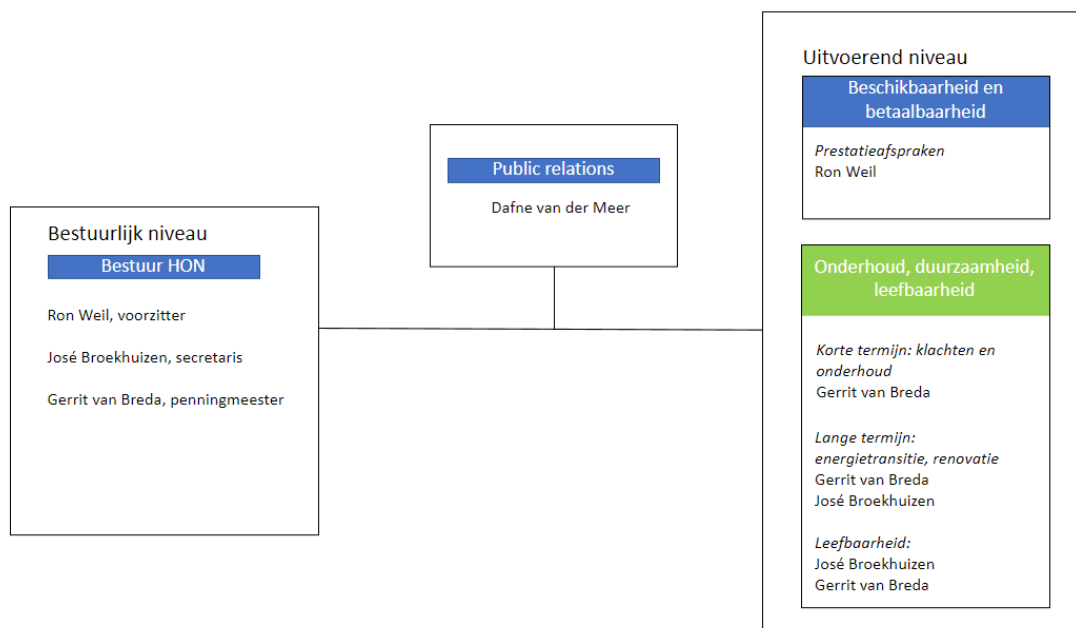 Bestuurlijk niveau
Bestuur HON
Ron Weil, voorzitter
José Broekhuizen, secretaris
Gerrit van Breda, penningmeester
Public relations
Dafne van der Meer
Uitvoerend niveau
Beschikbaarheid en
betaalbaarheid
Prestatieafspraken
Ron Weil
Onderhoud, duurzaamheid,
leefbaarheid
Korte termijn: klachten en
onderhoud
Gerrit van Breda
Lange termijn:
energietransitie, renovatie
Gerrit van Breda
José Broekhuizen
Leefbaarheid:
José Broekhuizen
Gerrit van Breda